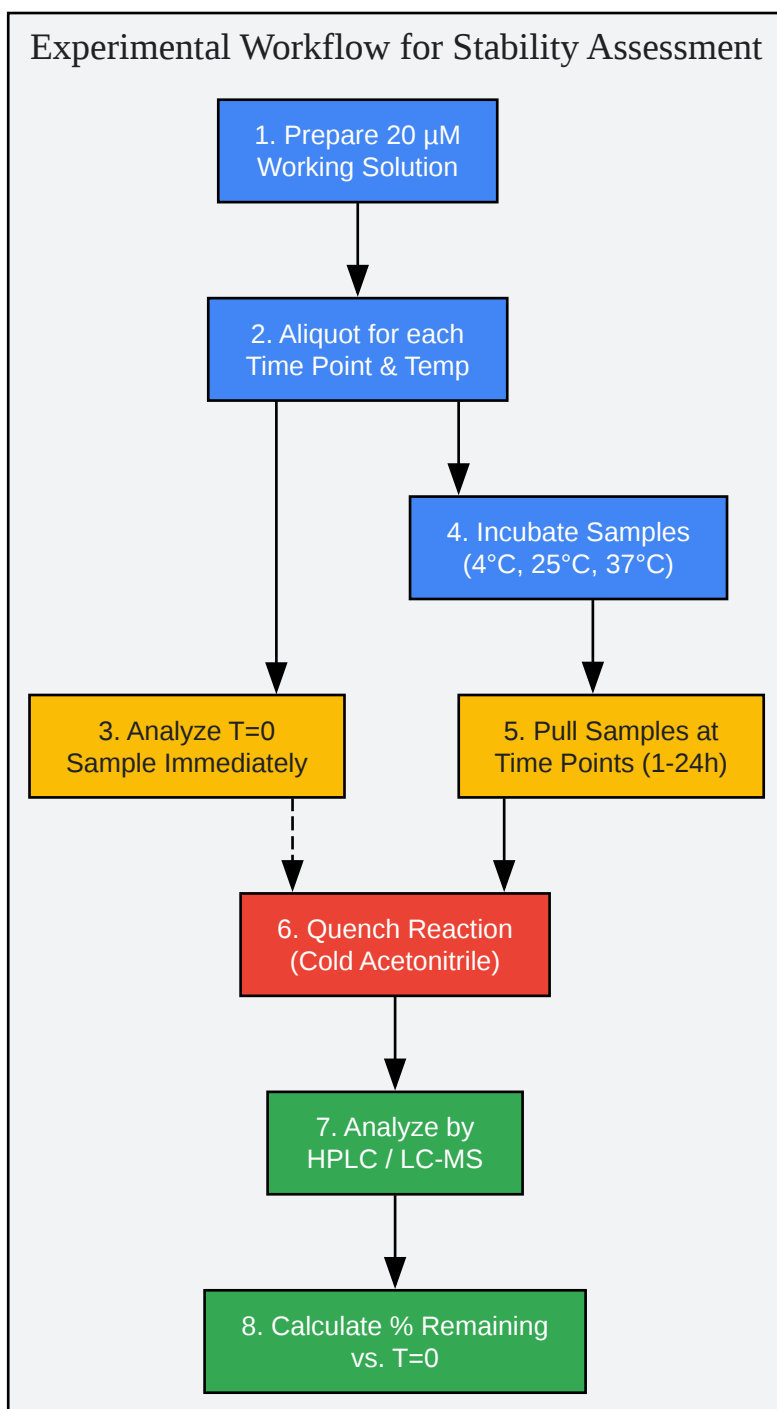 Experimental Workflow for Stability Assessment
1. Prepare 20 µM
Working Solution
2. Aliquot for each
Time Point & Temp
4. Incubate Samples
(4°C, 25°C, 37°C)
3. Analyze T=0
Sample Immediately
5. Pull Samples at
Time Points (1-24h)
6. Quench Reaction
(Cold Acetonitrile)
7. Analyze by
HPLC / LC-MS
8. Calculate % Remaining
vs. T=0